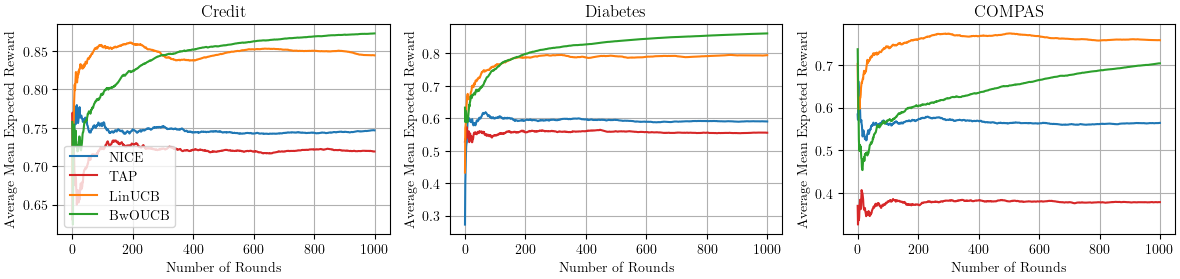 Credit
Average Mean Expected Reward
0.85
0.80
0.75
0.70
0.65
NICE
TAP
LinUCB
BwOUCB
0 200 400 600 800 1000
Number of Rounds
Diabetes
Average Mean Expected Reward
0.8
0.7
0.6
0.5
0.4
0.3
0 200 400 600 800 1000
Number of Rounds
COMPAS
Average Mean Expected Reward
0.7
0.6
0.5
0.4
0 200 400 600 800 1000
Number of Rounds